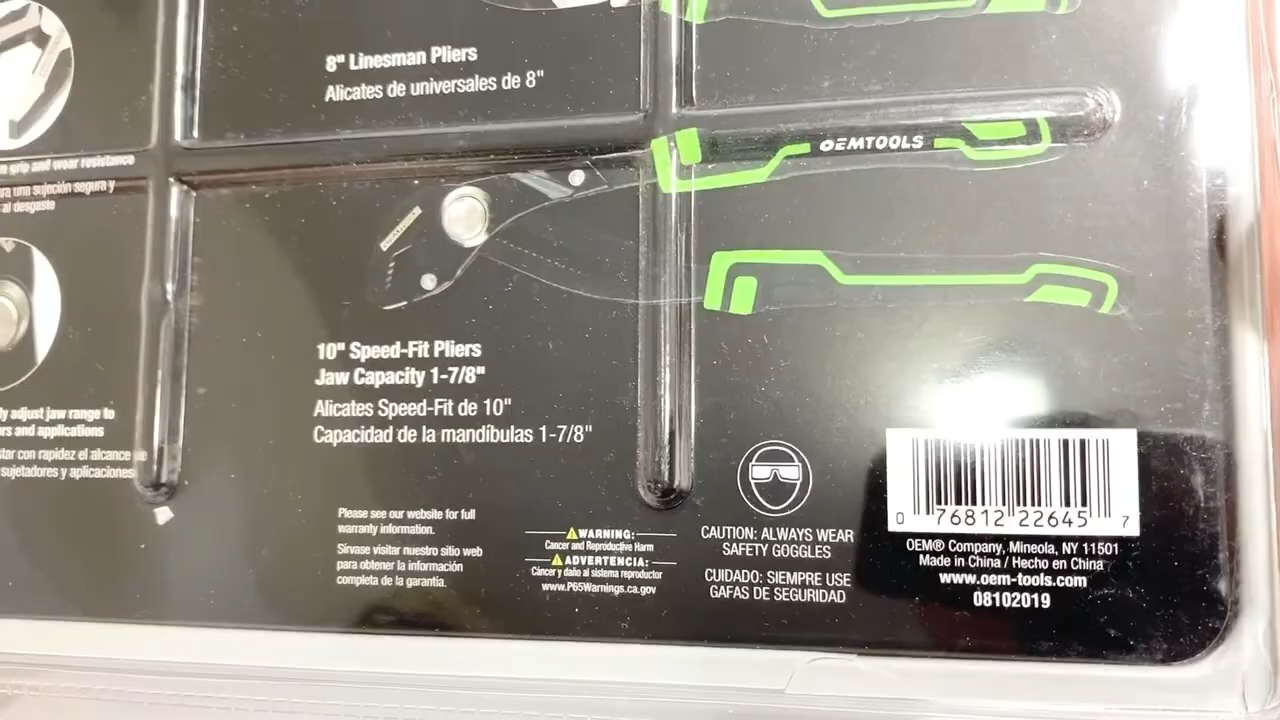 8" Linesman Pliers
Alicates de universales de 8"
grip and wear resistance
una sujeción segura y
al desgaste
OEMTOOLS
10" Speed-Fit Pliers
Jaw Capacity 1-7/8"
Alicates Speed-Fit de 10"
Capacidad de la mandíbulas 1-7/8"
adjust jaw range to
and applications
con rapidez el alcance
sujetadores y aplicaciones
Please see our website for full
warranty information.
Sírvase visitar nuestro sitio web
para obtener la información
completa de la garantía.
WARNING:
Cancer and Reproductive Harm
ADVERTENCIA:
Cáncer y daño al sistema reproductor
www.P65Warnings.ca.gov
CAUTION: ALWAYS WEAR
SAFETY GOGGLES
CUIDADO: SIEMPRE USE
GAFAS DE SEGURIDAD
0 76812 22645 7
OEM® Company, Mineola, NY 11501
Made in China / Hecho en China
www.oem-tools.com
08102019